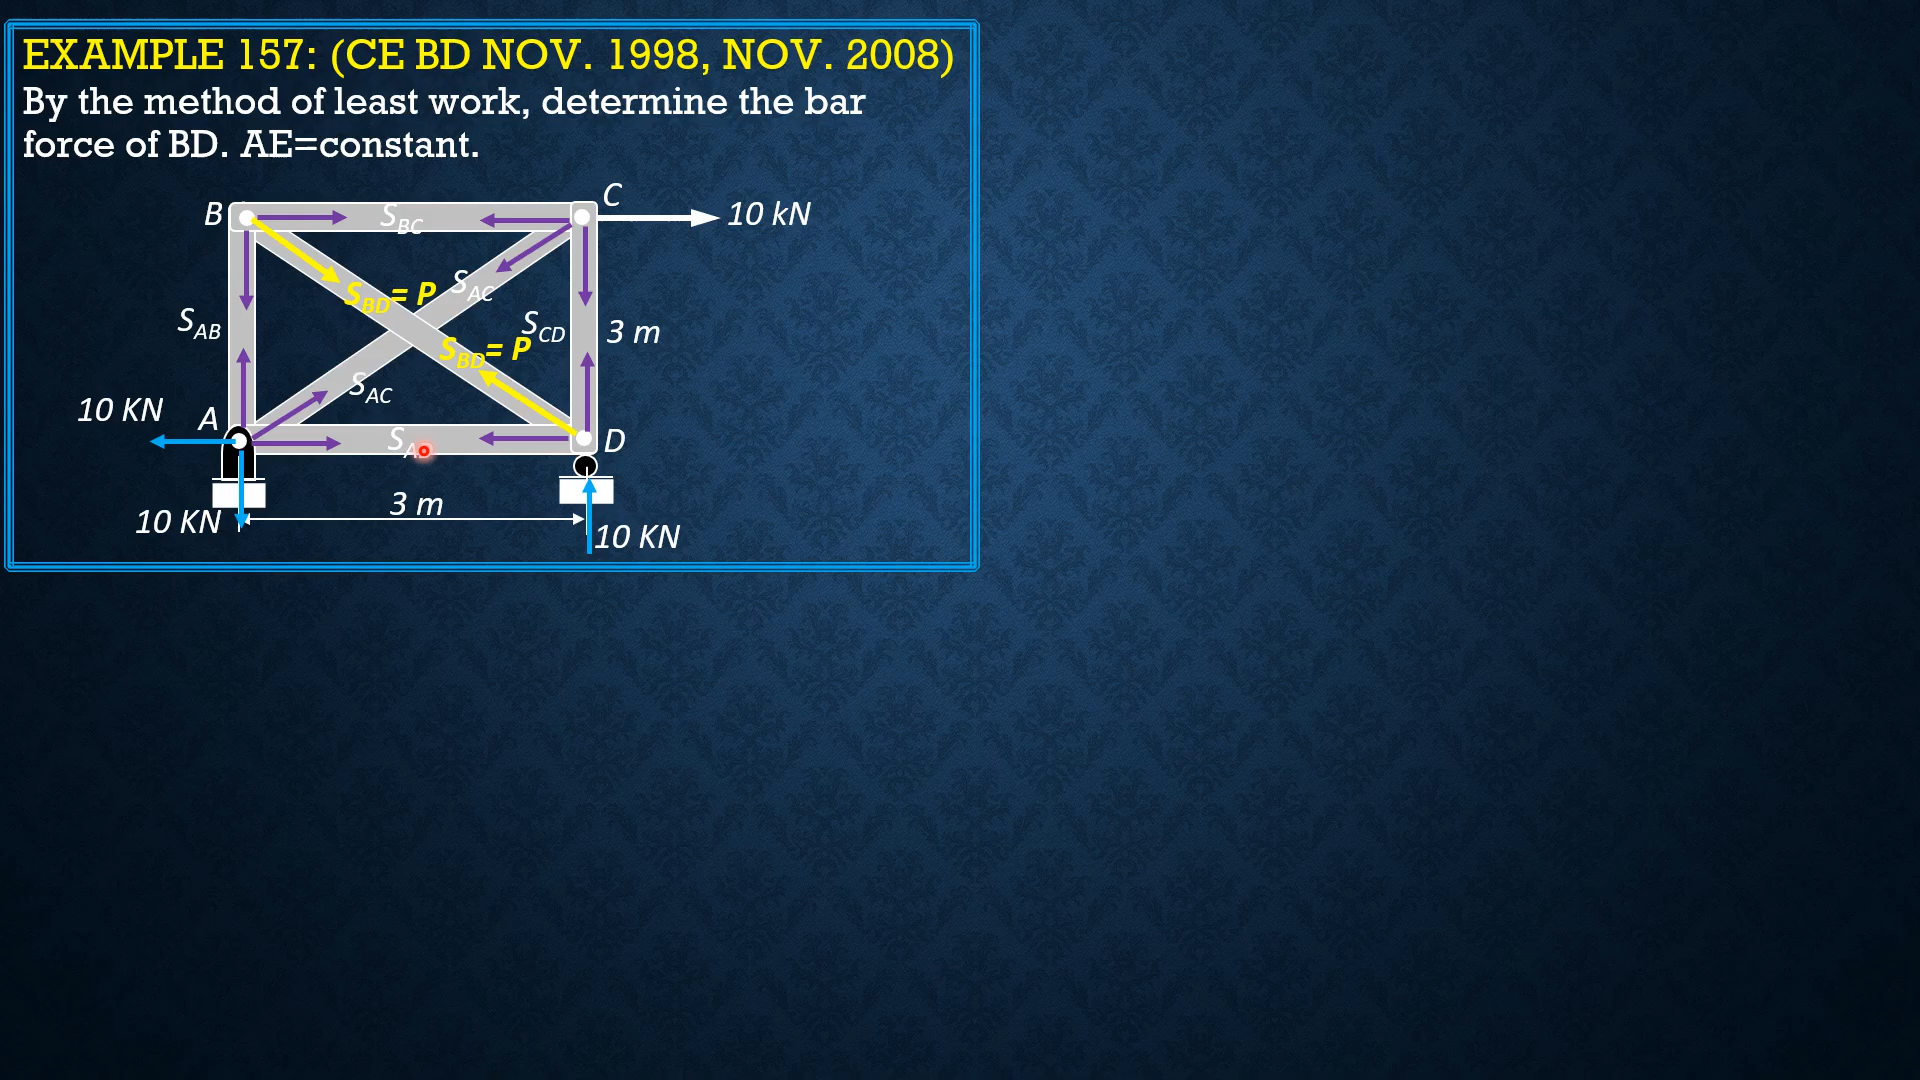 EXAMPLE 157: (CE BD NOV. 1998, NOV. 2008)
By the method of least work, determine the bar
force of BD. AE=constant.
C
B
S_BC
10 kN
S_BD= P
S_AC
S_AB
S_CD
3 m
S_BD= P
S_AC
10 KN
A
D
3 m
10 KN
10 KN